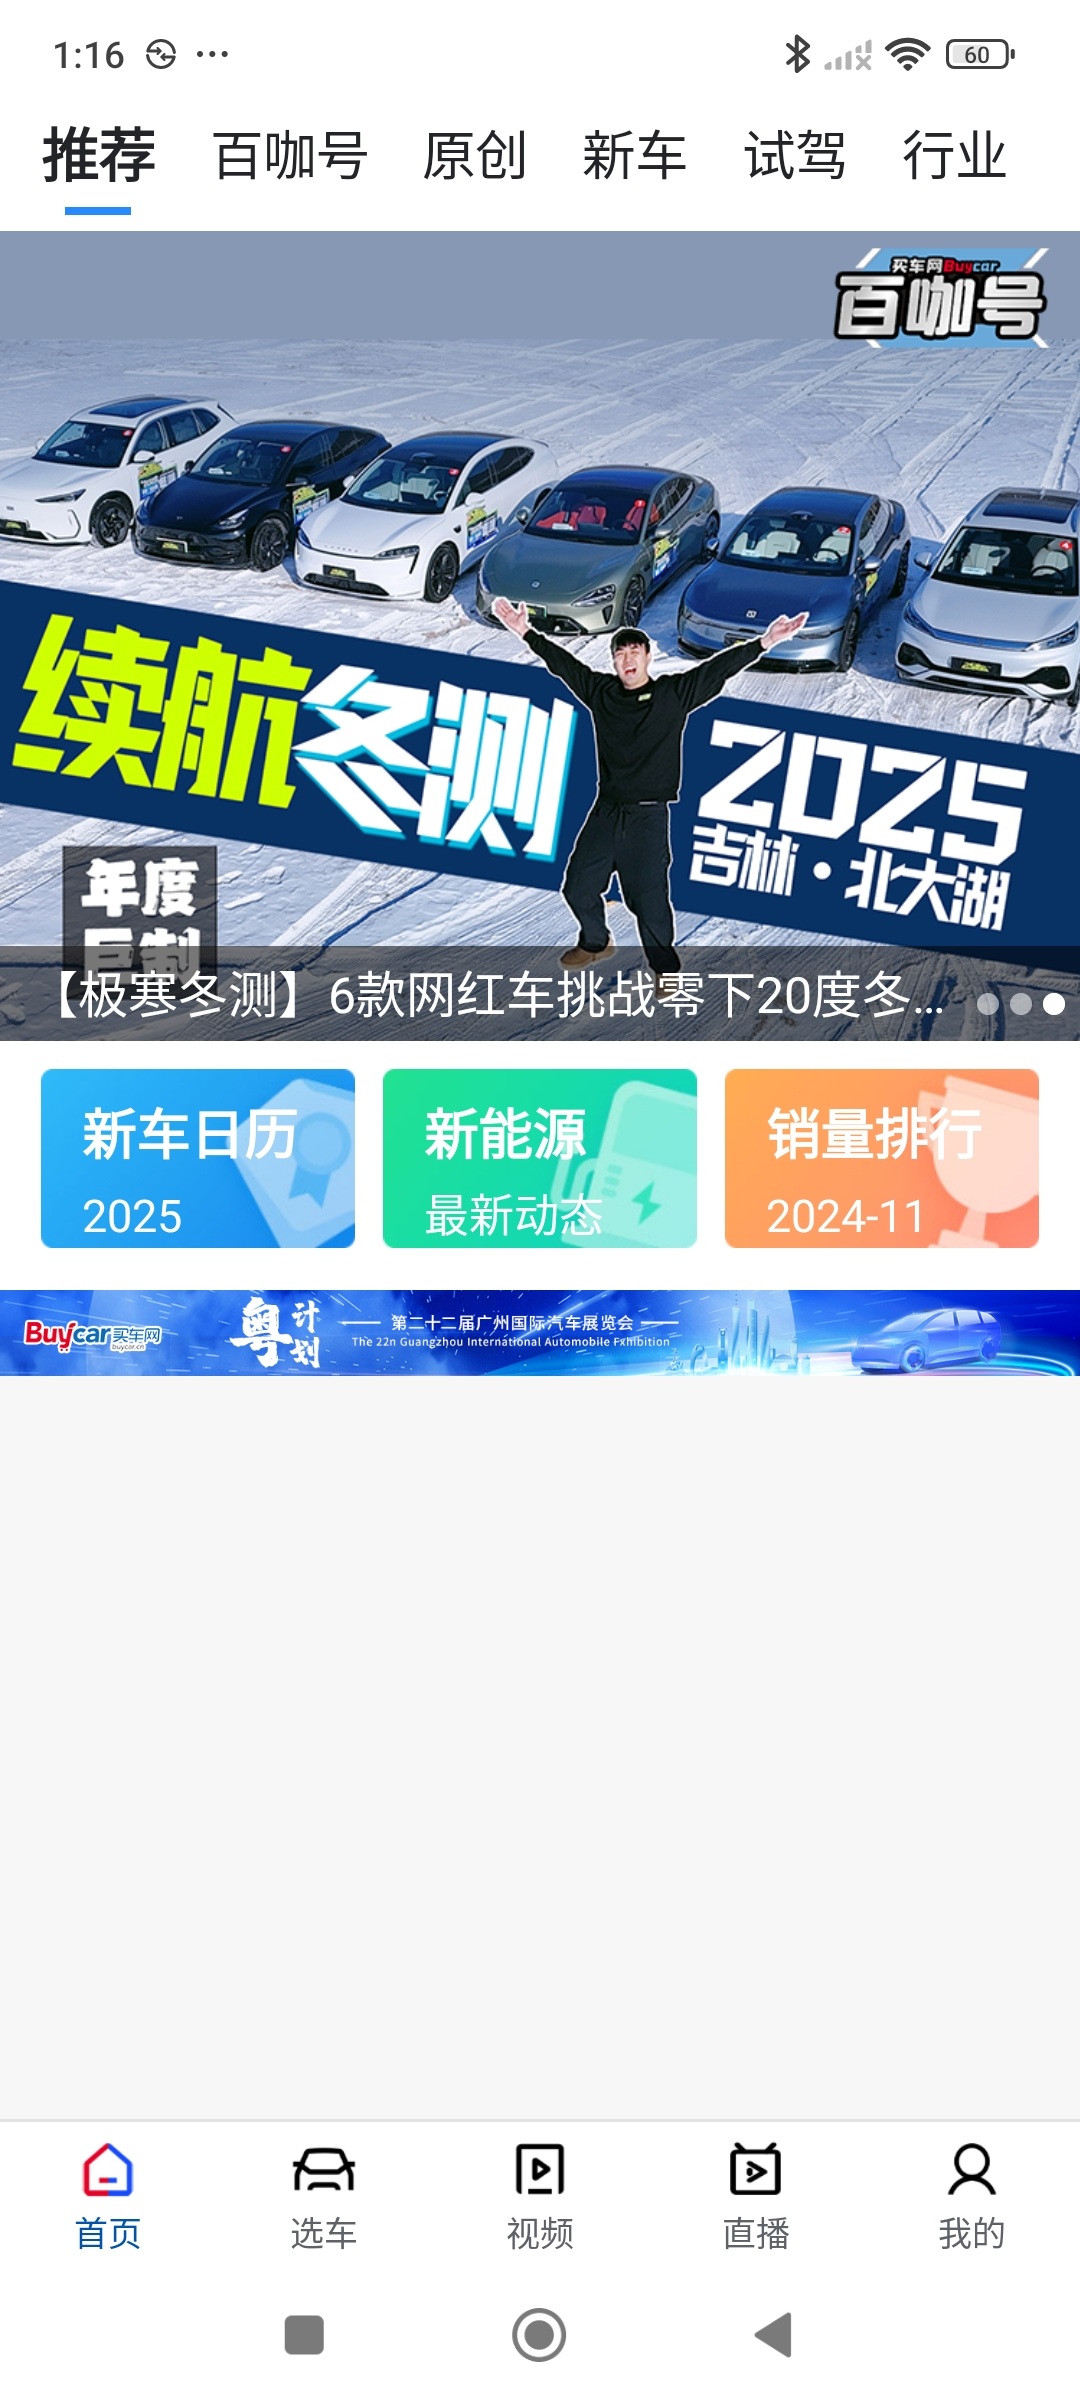 1:16
60
推荐 百咖号 原创 新车 试驾 行业
买车网Buycar
百咖号
续航冬测
2025
吉林·北大湖
年度
巨制
【极寒冬测】6款网红车挑战零下20度冬...
新车日历
2025
新能源
最新动态
销量排行
2024-11
Buycar买车网
buycar.cn
粤计划
第二十二届广州国际汽车展览会
The 22n Guangzhou International Automobile Fxhibition
首页 选车 视频 直播 我的